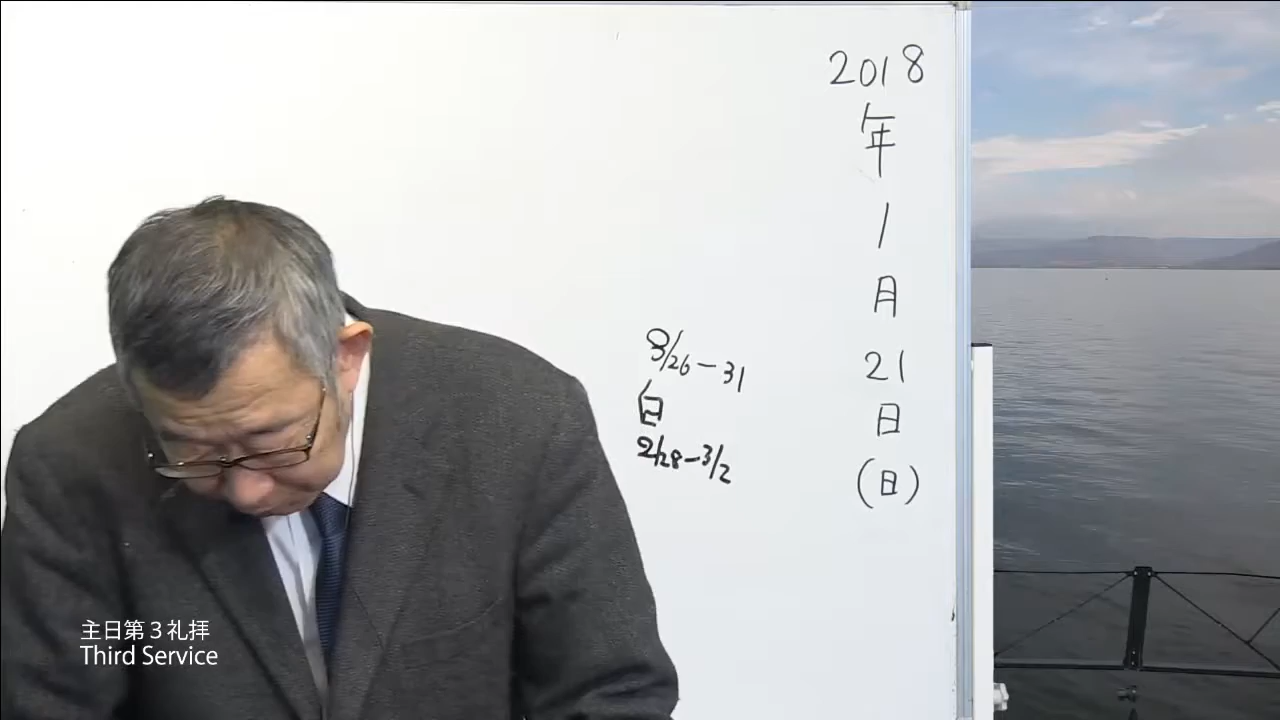 2018
年
1
月
21
日
(日)
8/26-31
2/28-3/2
主日第3礼拝
Third Service